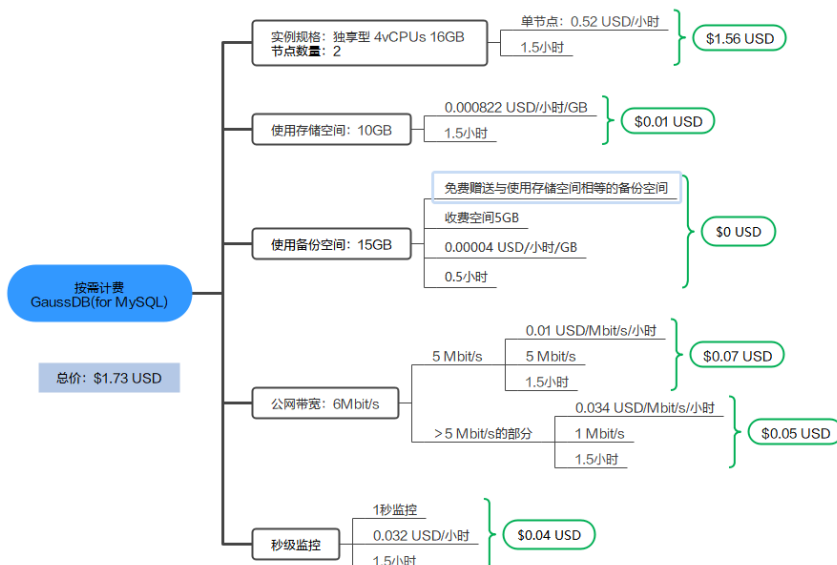 实例规格：独享型 4vCPUs 16GB
节点数量：2
单节点：0.52 USD/小时
1.5小时
$1.56 USD
使用存储空间：10GB
0.000822 USD/小时/GB
1.5小时
$0.01 USD
使用备份空间：15GB
免费赠送与使用存储空间相等的备份空间
收费空间5GB
0.00004 USD/小时/GB
0.5小时
$0 USD
按需计费
GaussDB(for MySQL)
总价：$1.73 USD
公网带宽：6Mbit/s
5 Mbit/s
0.01 USD/Mbit/s/小时
5 Mbit/s
1.5小时
$0.07 USD
＞5 Mbit/s的部分
0.034 USD/Mbit/s/小时
1 Mbit/s
1.5小时
$0.05 USD
秒级监控
1秒监控
0.032 USD/小时
1.5小时
$0.04 USD